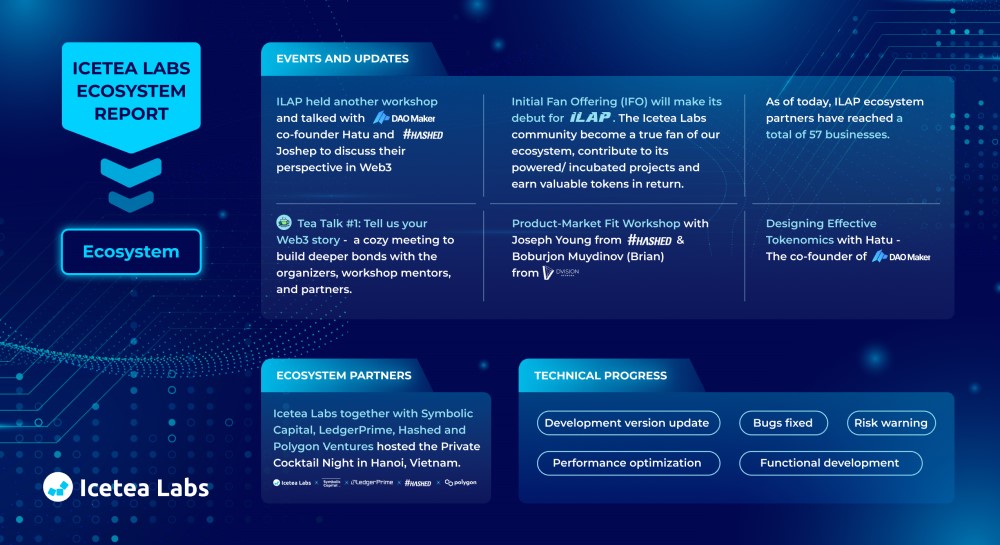 ICETEA LABS
ECOSYSTEM
REPORT
Ecosystem
Icetea Labs
EVENTS AND UPDATES
ILAP held another workshop
and talked with DAO Maker
co-founder Hatu and #HASHED
Joshep to discuss their
perspective in Web3
Initial Fan Offering (IFO) will make its
debut for iLAP . The Icetea Labs
community become a true fan of our
ecosystem, contribute to its
powered/ incubated projects and
earn valuable tokens in return.
As of today, ILAP ecosystem
partners have reached a
total of 57 businesses.
Tea Talk #1: Tell us your
Web3 story - a cozy meeting to
build deeper bonds with the
organizers, workshop mentors,
and partners.
Product-Market Fit Workshop with
Joseph Young from #HASHED &
Boburjon Muydinov (Brian)
from DVISION
Designing Effective
Tokenomics with Hatu -
The co-founder of DAO Maker
ECOSYSTEM PARTNERS
Icetea Labs together with Symbolic
Capital, LedgerPrime, Hashed and
Polygon Ventures hosted the Private
Cocktail Night in Hanoi, Vietnam.
Icetea Labs × Symbolic Capital × LedgerPrime × #HASHED × polygon
TECHNICAL PROGRESS
Development version update
Bugs fixed
Risk warning
Performance optimization
Functional development